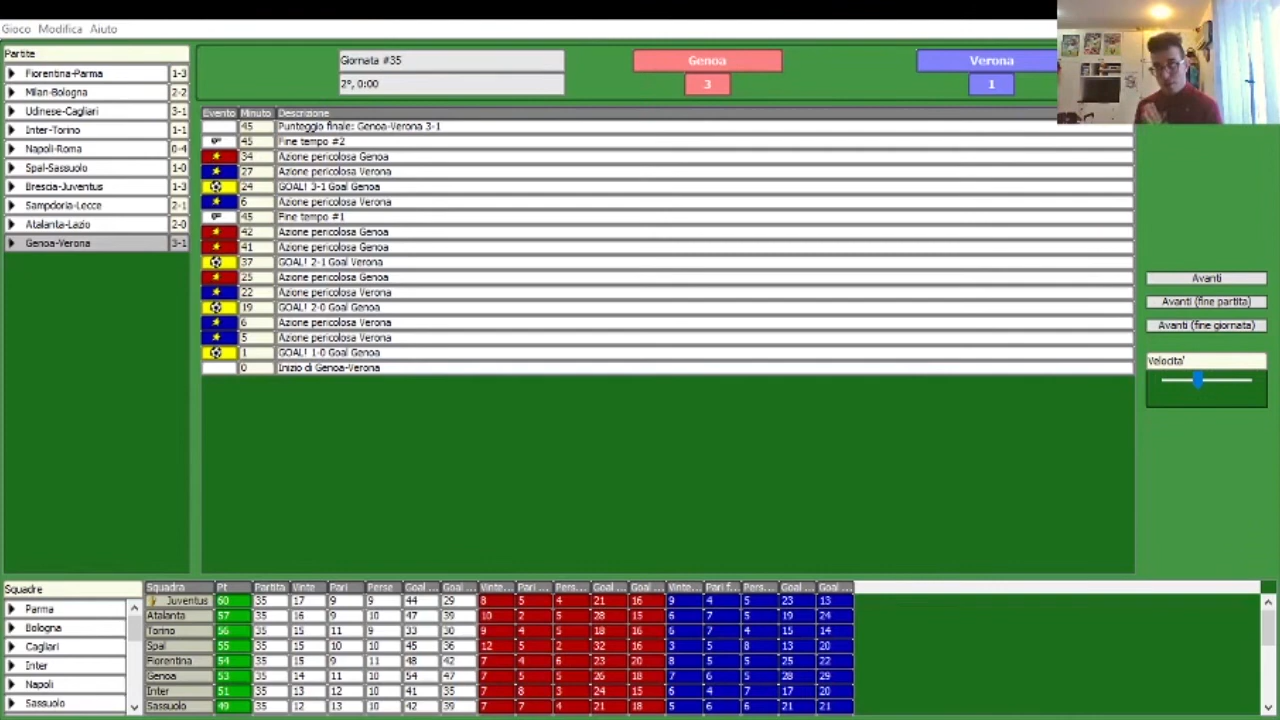 Gioco Modifica Aiuto
Partite
Fiorentina-Parma 1-3
Milan-Bologna 2-2
Udinese-Cagliari 3-1
Inter-Torino 1-1
Napoli-Roma 0-4
Spal-Sassuolo 1-0
Brescia-Juventus 1-3
Sampdoria-Lecce 2-1
Atalanta-Lazio 2-0
Genoa-Verona 3-1
Giornata #35
2°, 0:00
Genoa
3
Verona
1
Evento Minuto Descrizione
45 Punteggio finale: Genoa-Verona 3-1
45 Fine tempo #2
34 Azione pericolosa Genoa
27 Azione pericolosa Verona
24 GOAL! 3-1 Goal Genoa
6 Azione pericolosa Verona
45 Fine tempo #1
42 Azione pericolosa Genoa
41 Azione pericolosa Genoa
37 GOAL! 2-1 Goal Verona
25 Azione pericolosa Genoa
22 Azione pericolosa Verona
19 GOAL! 2-0 Goal Genoa
6 Azione pericolosa Verona
5 Azione pericolosa Verona
1 GOAL! 1-0 Goal Genoa
0 Inizio di Genoa-Verona
Avanti
Avanti (fine partita)
Avanti (fine giornata)
Velocita'
Squadre
Parma
Bologna
Cagliari
Inter
Napoli
Sassuolo
Squadra Pt Partite Vinte Pari Perse Goal ... Goal ... Vinte... Pari ... Pers... Goal ... Goal ... Vinte... Pari f... Pers... Goal ... Goal ...
Juventus 60 35 17 9 9 44 29 8 5 4 21 16 9 4 5 23 13
Atalanta 57 35 16 9 10 47 39 10 2 5 28 15 6 7 5 19 24
Torino 56 35 15 11 9 33 30 9 4 5 18 16 6 7 4 15 14
Spal 55 35 15 10 10 45 36 12 5 2 32 16 3 5 8 13 20
Fiorentina 54 35 15 9 11 48 42 7 4 6 23 20 8 5 5 25 22
Genoa 53 35 14 11 10 54 47 7 5 5 26 18 7 6 5 28 29
Inter 51 35 13 12 10 41 35 7 8 3 24 15 6 4 7 17 20
Sassuolo 49 35 12 13 10 42 39 7 7 4 21 18 5 6 6 21 21